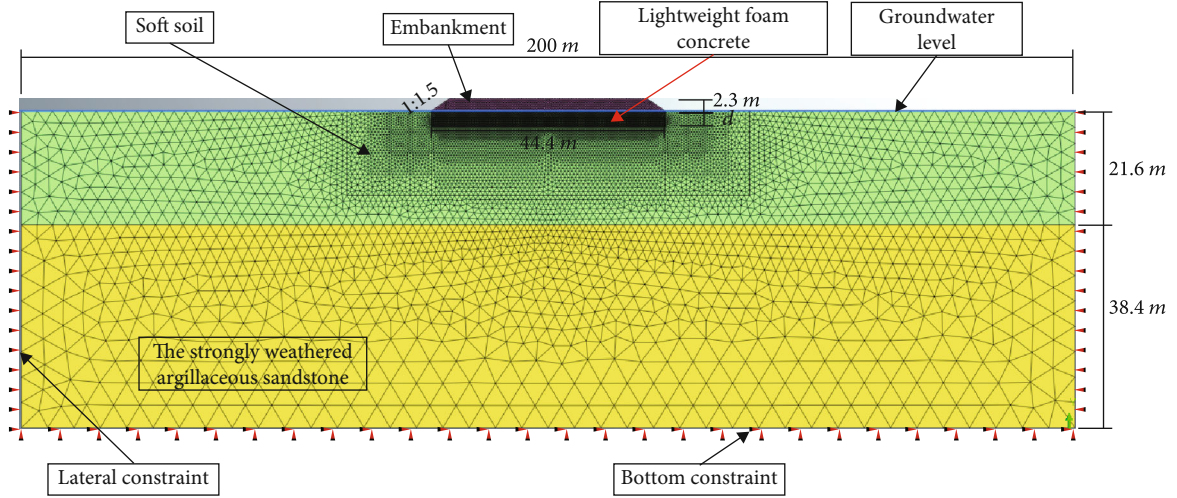 Soft soil
Embankment
Lightweight foam
concrete
Groundwater
level
200 m
1:1.5
2.3 m
d
44.4 m
21.6 m
38.4 m
The strongly weathered
argillaceous sandstone
Lateral constraint
Bottom constraint